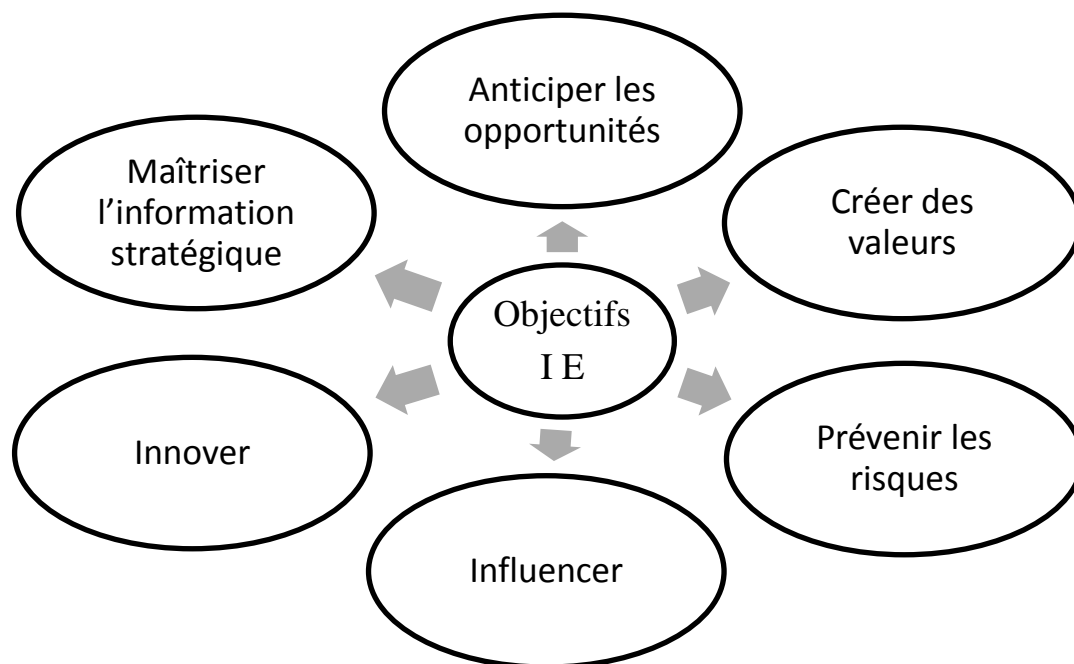 Anticiper les
opportunités
Maîtriser
l’information
stratégique
Créer des
valeurs
Objectifs
I E
Innover
Prévenir les
risques
Influencer